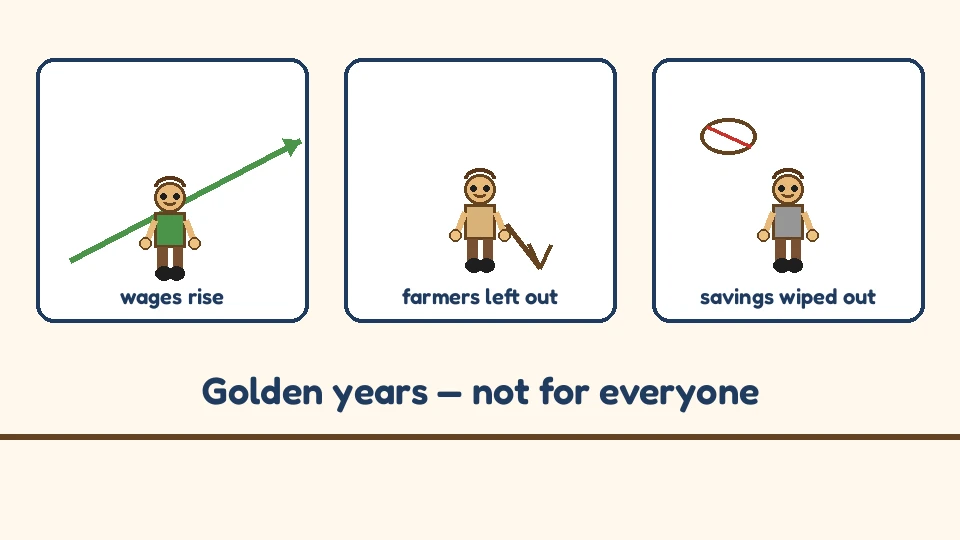 wages rise
farmers left out
savings wiped out
Golden years — not for everyone